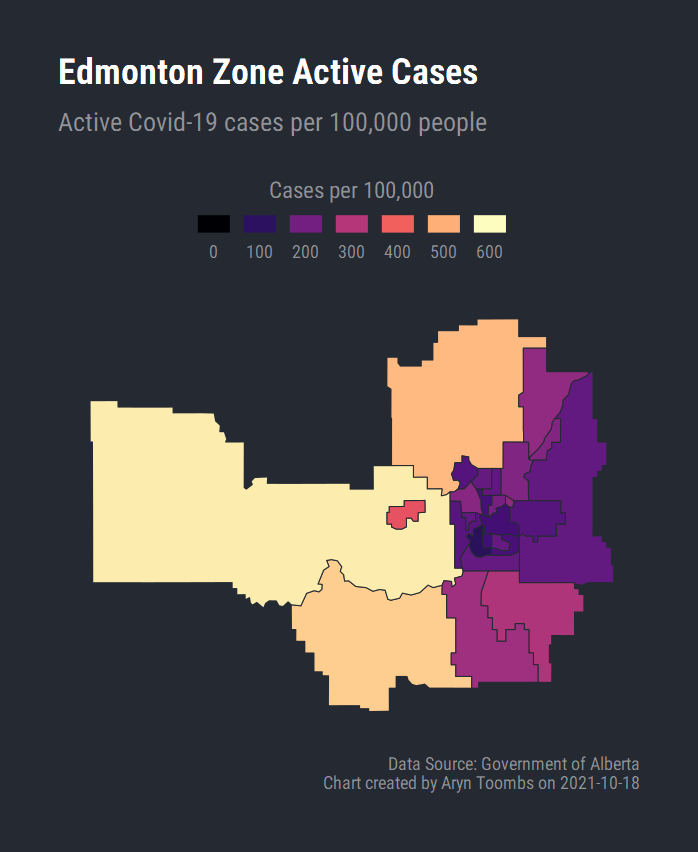 Edmonton Zone Active Cases
Active Covid-19 cases per 100,000 people
Cases per 100,000
0 100 200 300 400 500 600
Data Source: Government of Alberta
Chart created by Aryn Toombs on 2021-10-18